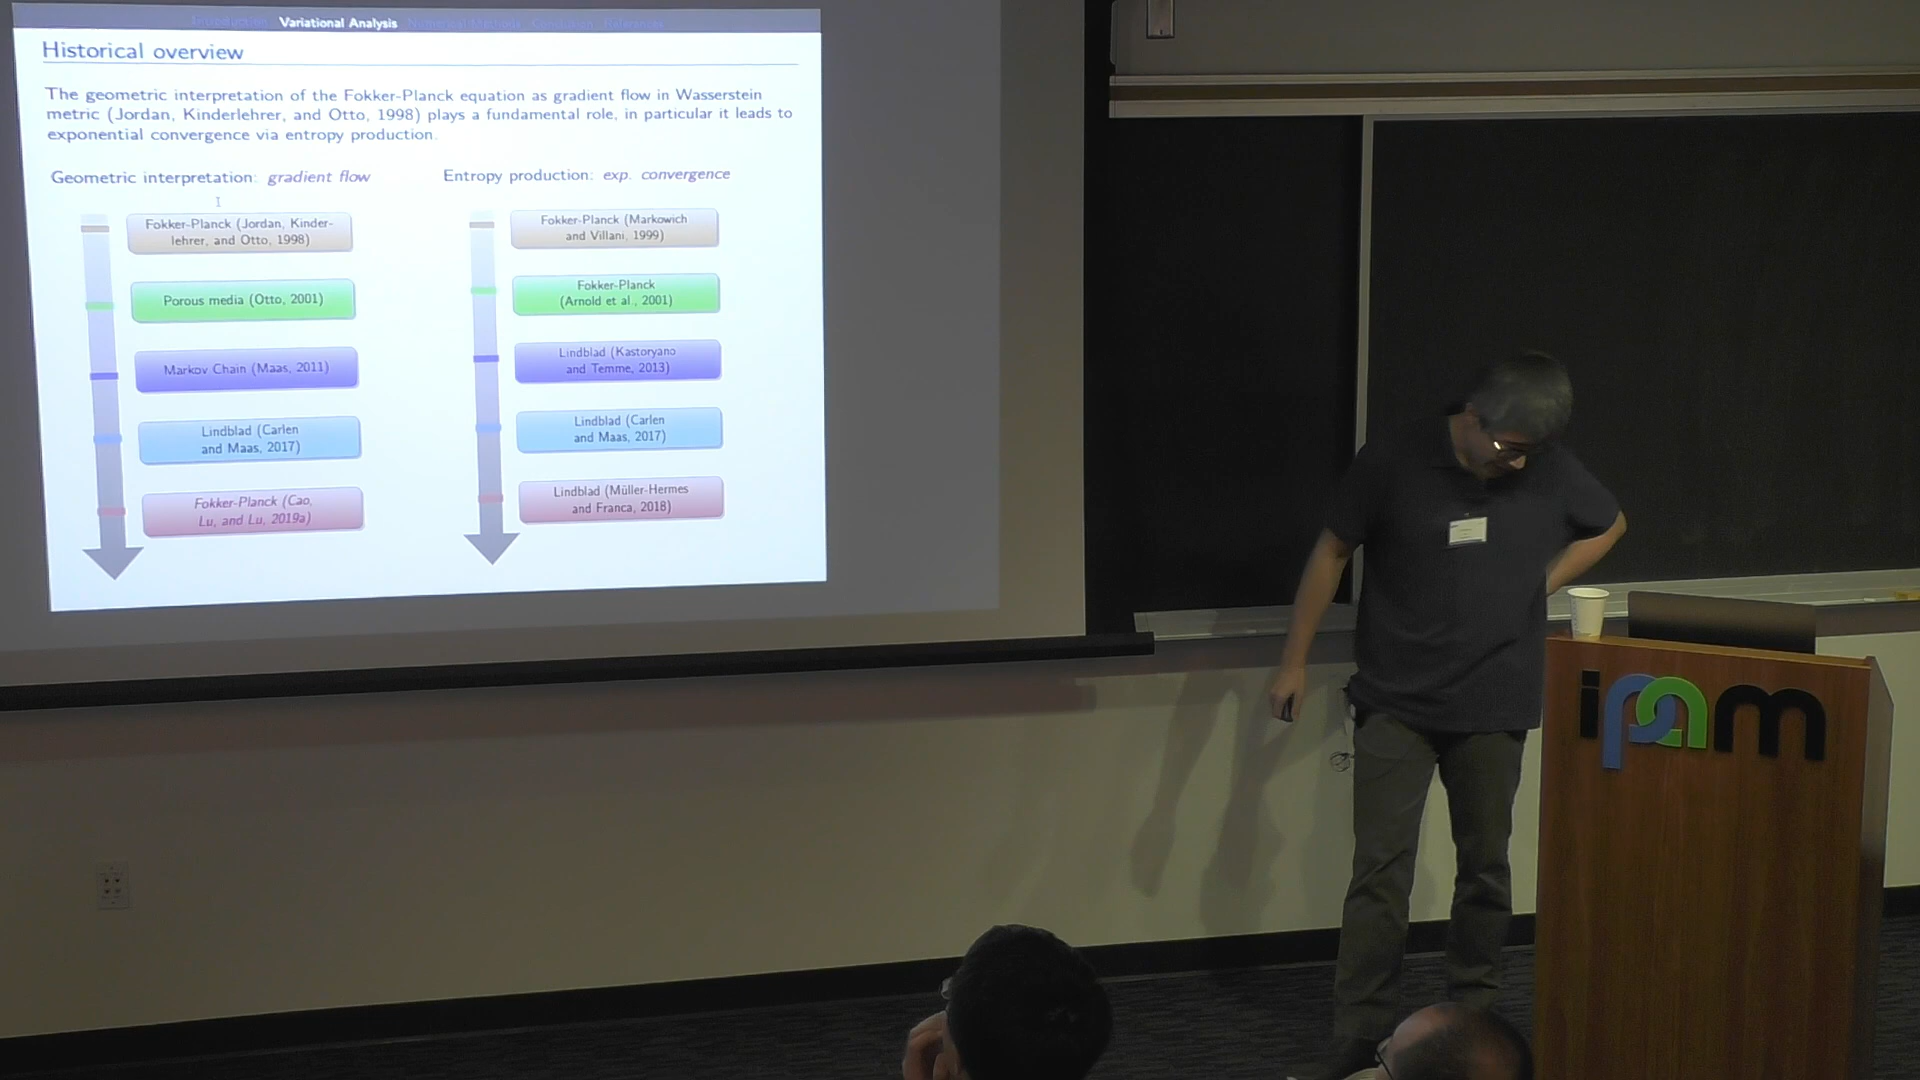 Introduction Variational Analysis Numerical Methods Conclusion References
Historical overview
The geometric interpretation of the Fokker-Planck equation as gradient flow in Wasserstein
metric (Jordan, Kinderlehrer, and Otto, 1998) plays a fundamental role, in particular it leads to
exponential convergence via entropy production.
Geometric interpretation: gradient flow
Fokker-Planck (Jordan, Kinder-
lehrer, and Otto, 1998)
Porous media (Otto, 2001)
Markov Chain (Maas, 2011)
Lindblad (Carlen
and Maas, 2017)
Fokker-Planck (Cao,
Lu, and Lu, 2019a)
Entropy production: exp. convergence
Fokker-Planck (Markowich
and Villani, 1999)
Fokker-Planck
(Arnold et al., 2001)
Lindblad (Kastoryano
and Temme, 2013)
Lindblad (Carlen
and Maas, 2017)
Lindblad (Müller-Hermes
and Franca, 2018)
ipam